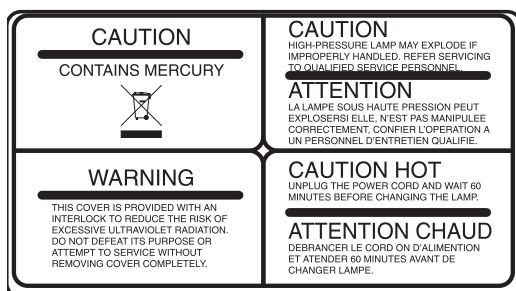 CAUTION
CONTAINS MERCURY
CAUTION
HIGH-PRESSURE LAMP MAY EXPLODE IF
IMPROPERLY HANDLED. REFER SERVICING
TO QUALIFIED SERVICE PERSONNEL.
ATTENTION
LA LAMPE SOUS HAUTE PRESSION PEUT
EXPLOSERSI ELLE, N'EST PAS MANIPULEE
CORRECTEMENT, CONFIER L'OPERATION A
UN PERSONNEL D'ENTRETIEN QUALIFIE.
WARNING
THIS COVER IS PROVIDED WITH AN
INTERLOCK TO REDUCE THE RISK OF
EXCESSIVE ULTRAVIOLET RADIATION.
DO NOT DEFEAT ITS PURPOSE OR
ATTEMPT TO SERVICE WITHOUT
REMOVING COVER COMPLETELY.
CAUTION HOT
UNPLUG THE POWER CORD AND WAIT 60
MINUTES BEFORE CHANGING THE LAMP.
ATTENTION CHAUD
DEBRANCER LE CORD ON D'ALIMENTION
ET ATENDER 60 MINUTES AVANT DE
CHANGER LAMPE.